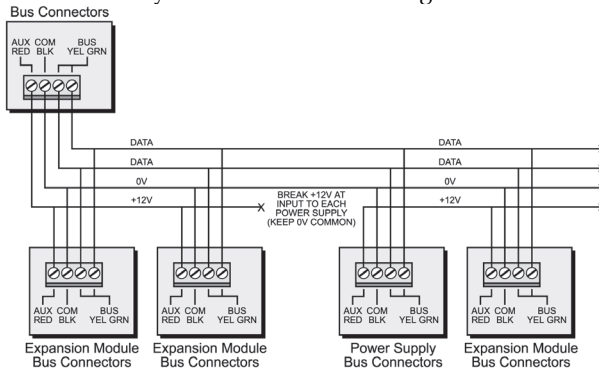 Bus Connectors
AUX COM BUS
RED BLK YEL GRN
DATA DATA
DATA DATA
0V 0V
+12V +12V
BREAK +12V AT
INPUT TO EACH
POWER SUPPLY
(KEEP 0V COMMON)
AUX COM BUS
RED BLK YEL GRN
Expansion Module
Bus Connectors
AUX COM BUS
RED BLK YEL GRN
Expansion Module
Bus Connectors
AUX COM BUS
RED BLK YEL GRN
Power Supply
Bus Connectors
AUX COM BUS
RED BLK YEL GRN
Expansion Module
Bus Connectors